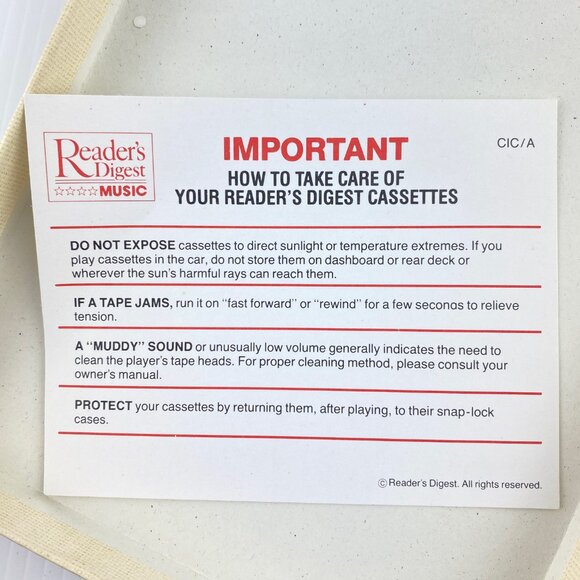 Reader's
Digest
☆☆☆☆MUSIC
IMPORTANT
CIC/A
HOW TO TAKE CARE OF
YOUR READER'S DIGEST CASSETTES
DO NOT EXPOSE cassettes to direct sunlight or temperature extremes. If you
play cassettes in the car, do not store them on dashboard or rear deck or
wherever the sun's harmful rays can reach them.
IF A TAPE JAMS, run it on "fast forward" or "rewind" for a few seconds to relieve
tension.
A "MUDDY" SOUND or unusually low volume generally indicates the need to
clean the player's tape heads. For proper cleaning method, please consult your
owner's manual.
PROTECT your cassettes by returning them, after playing, to their snap-lock
cases.
© Reader's Digest. All rights reserved.